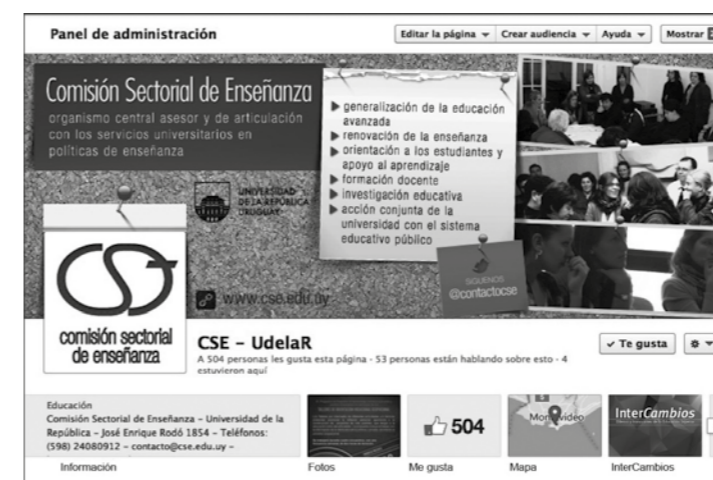 Panel de administración
Editar la página
Crear audiencia
Ayuda
Mostrar
Comisión Sectorial de Enseñanza
organismo central asesor y de articulación
con los servicios universitarios en
políticas de enseñanza
generalización de la educación
avanzada
renovación de la enseñanza
orientación a los estudiantes y
apoyo al aprendizaje
formación docente
investigación educativa
acción conjunta de la
universidad con el sistema
educativo público
UNIVERSIDAD
DE LA REPÚBLICA
URUGUAY
SIGUENOS
@contactocse
www.cse.edu.uy
comisión sectorial
de enseñanza
CSE – UdelaR
A 504 personas les gusta esta página · 53 personas están hablando sobre esto · 4
estuvieron aquí
Te gusta
Educación
Comisión Sectorial de Enseñanza – Universidad de la
República – José Enrique Rodó 1854 – Teléfonos:
(598) 24080912 – contacto@cse.edu.uy –
504
5
Montevideo
InterCambios
Información
Fotos
Me gusta
Mapa
InterCambios